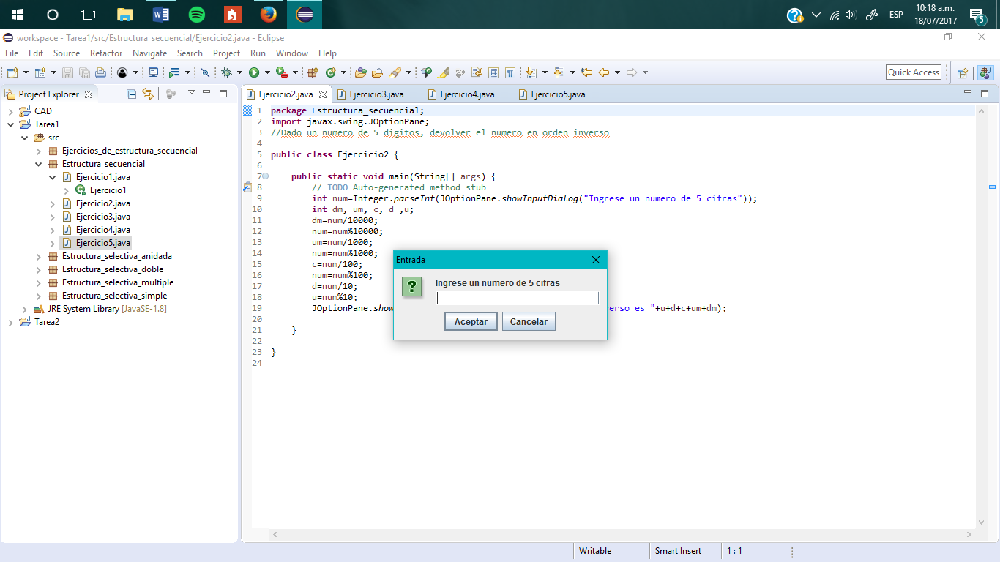 ESP
10:18 a.m.
18/07/2017
5
workspace - Tarea1/src/Estructura_secuencial/Ejercicio2.java - Eclipse
File Edit Source Refactor Navigate Search Project Run Window Help
Quick Access
Project Explorer
CAD
Tarea1
src
Ejercicios_de_estructura_secuencial
Estructura_secuencial
Ejercicio1.java
Ejercicio1
Ejercicio2.java
Ejercicio3.java
Ejercicio4.java
Ejercicio5.java
Estructura_selectiva_anidada
Estructura_selectiva_doble
Estructura_selectiva_multiple
Estructura_selectiva_simple
JRE System Library [JavaSE-1.8]
Tarea2
Ejercicio2.java Ejercicio3.java Ejercicio4.java Ejercicio5.java
1 package Estructura_secuencial;
2 import javax.swing.JOptionPane;
3 //Dado un numero de 5 digitos, devolver el numero en orden inverso
4
5 public class Ejercicio2 {
6
7 public static void main(String[] args) {
8 // TODO Auto-generated method stub
9 int num=Integer.parseInt(JOptionPane.showInputDialog("Ingrese un numero de 5 cifras"));
10 int dm, um, c, d ,u;
11 dm=num/10000;
12 num=num%10000;
13 um=num/1000;
14 num=num%1000;
15 c=num/100;
16 num=num%100;
17 d=num/10;
18 u=num%10;
19 JOptionPane.show verso es "+u+d+c+um+dm);
20
21 }
22
23 }
24
Entrada
Ingrese un numero de 5 cifras
Aceptar Cancelar
Writable Smart Insert 1 : 1